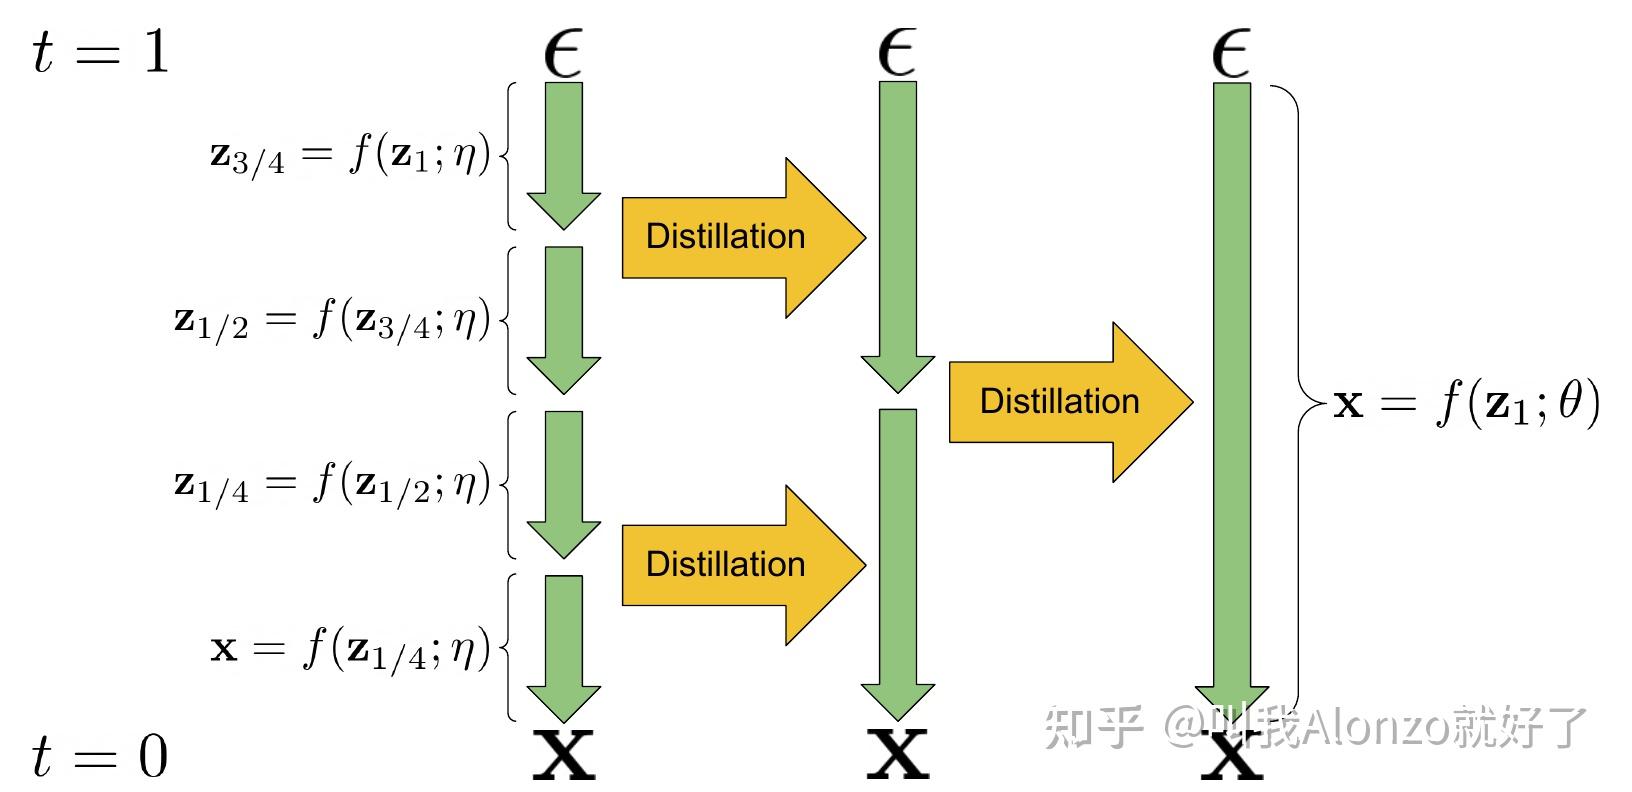 t = 1
ϵ
ϵ
ϵ
z_{3/4} = f(z_1; η)
Distillation
z_{1/2} = f(z_{3/4}; η)
Distillation
x = f(z_1; θ)
z_{1/4} = f(z_{1/2}; η)
Distillation
x = f(z_{1/4}; η)
知乎 @叫我Alonzo就好了
t = 0
x
x
x